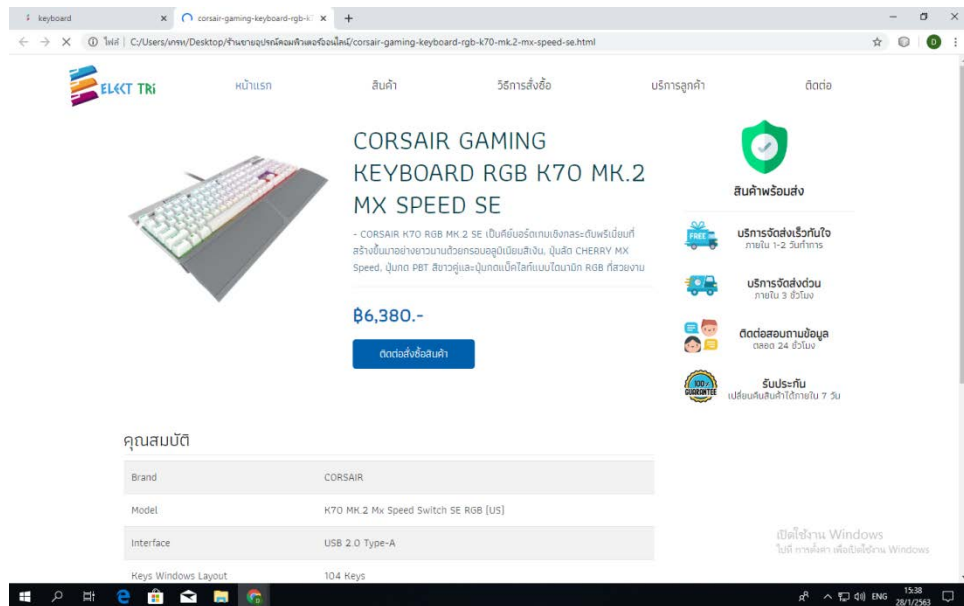 keyboard
corsair-gaming-keyboard-rgb-k7
ไฟล์ | C:/Users/เกรท/Desktop/ร้านขายอุปกรณ์คอมพิวเตอร์ออนไลน์/corsair-gaming-keyboard-rgb-k70-mk.2-mx-speed-se.html
D
ELECT TRi
หน้าแรก
สินค้า
วิธีการสั่งซื้อ
บริการลูกค้า
ติดต่อ
CORSAIR GAMING
KEYBOARD RGB K70 MK.2
MX SPEED SE
- CORSAIR K70 RGB MK 2 SE เป็นคีย์บอร์ดเกมเชิงกลระดับพรีเมี่ยมที่
สร้างขึ้นมาอย่างยาวนานด้วยกรอบอลูมิเนียมสีเงิน, ปุ่มลัด CHERRY MX
Speed, ปุ่มกด PBT สีขาวคู่และปุ่มกดแบ็คไลท์แบบไดนามิก RGB ที่สวยงาม
฿6,380.-
ติดต่อสั่งซื้อสินค้า
สินค้าพร้อมส่ง
FREE
บริการจัดส่งเร็วทันใจ
ภายใน 1-2 วันทำการ
บริการจัดส่งด่วน
ภายใน 3 ชั่วโมง
ติดต่อสอบถามข้อมูล
ตลอด 24 ชั่วโมง
100%
GUARANTEE
รับประกัน
เปลี่ยนคืนสินค้าได้ภายใน 7 วัน
คุณสมบัติ
Brand CORSAIR
Model K70 MK.2 Mx Speed Switch SE RGB (US)
Interface USB 2.0 Type-A
Keys Windows Layout 104 Keys
เปิดใช้งาน Windows
ไปที่ การตั้งค่า เพื่อเปิดใช้งาน Windows
ENG
15:38
28/1/2563